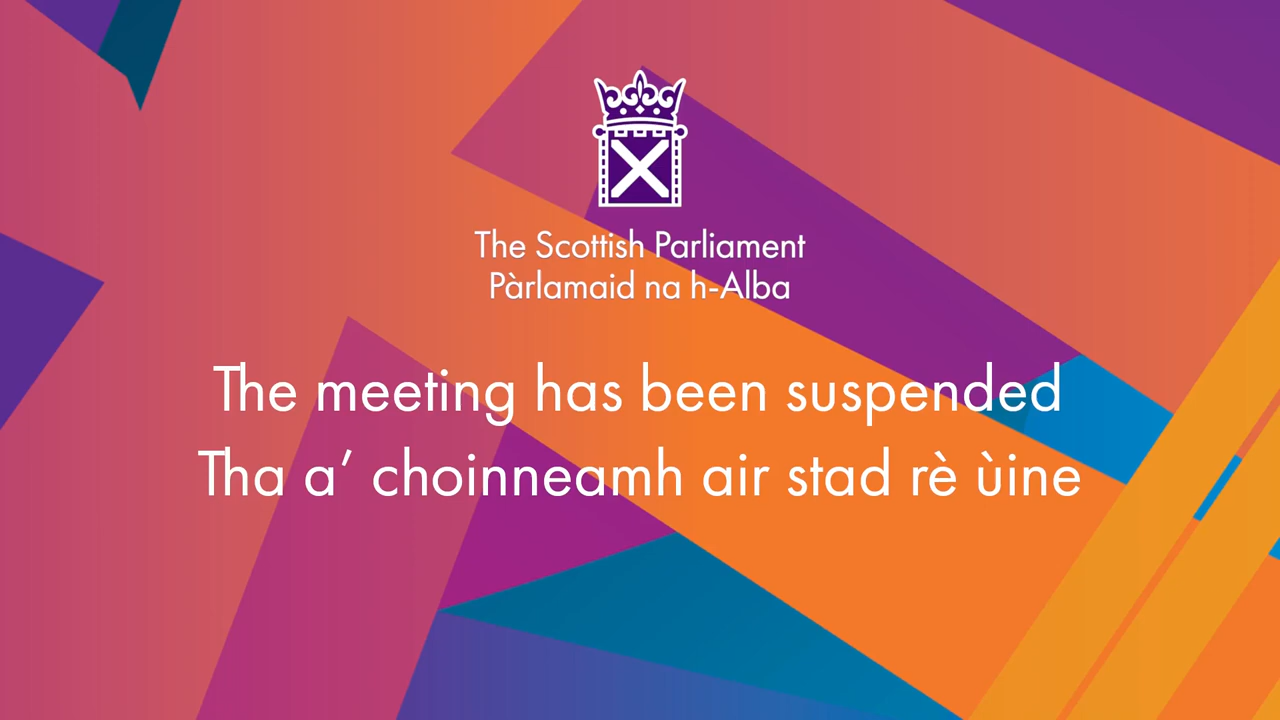 The Scottish Parliament
Pàrlamaid na h-Alba
The meeting has been suspended
Tha a’ choinneamh air stad rè ùine